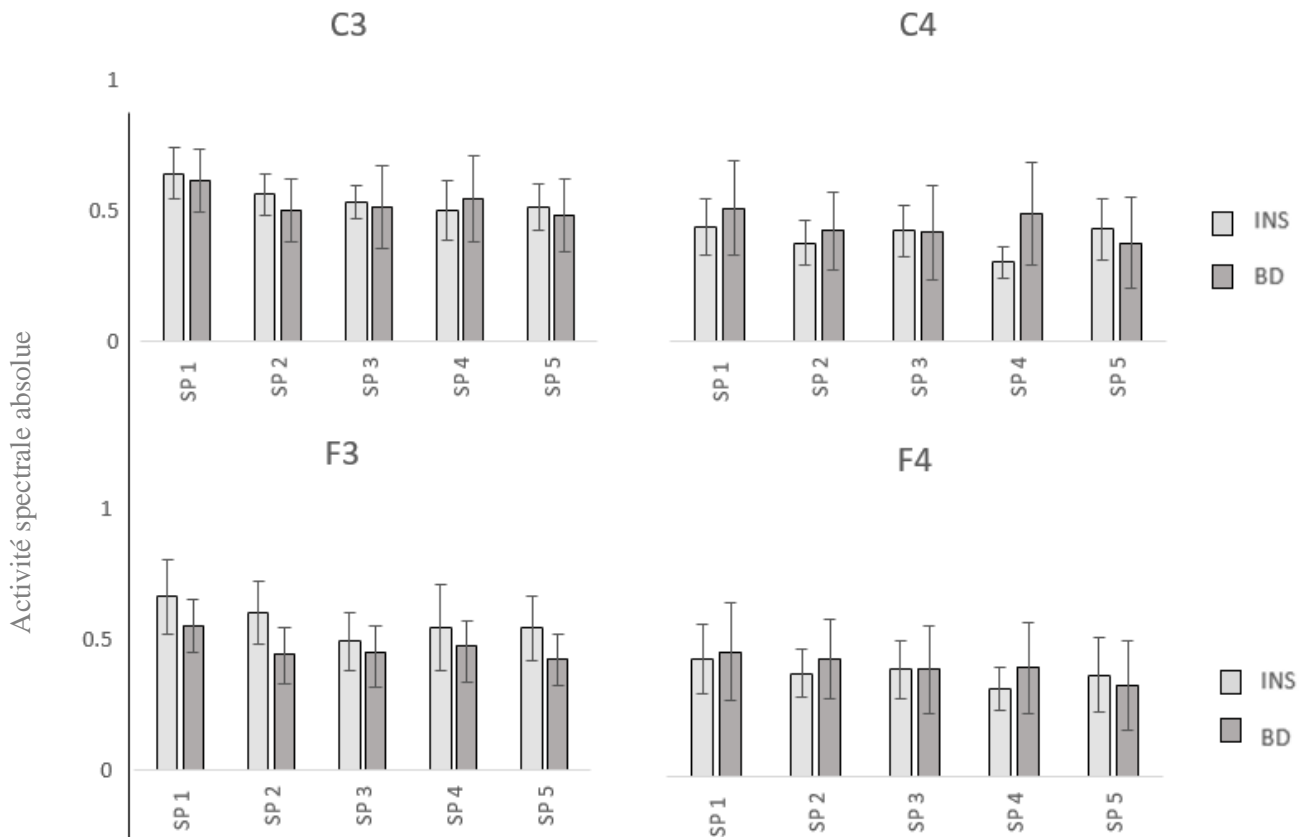 C3
C4
1
0.5
0
INS
BD
SP 1
SP 2
SP 3
SP 4
SP 5
SP 1
SP 2
SP 3
SP 4
SP 5
Activité spectrale absolue
F3
F4
1
0.5
0
INS
BD
SP 1
SP 2
SP 3
SP 4
SP 5
SP 1
SP 2
SP 3
SP 4
SP 5